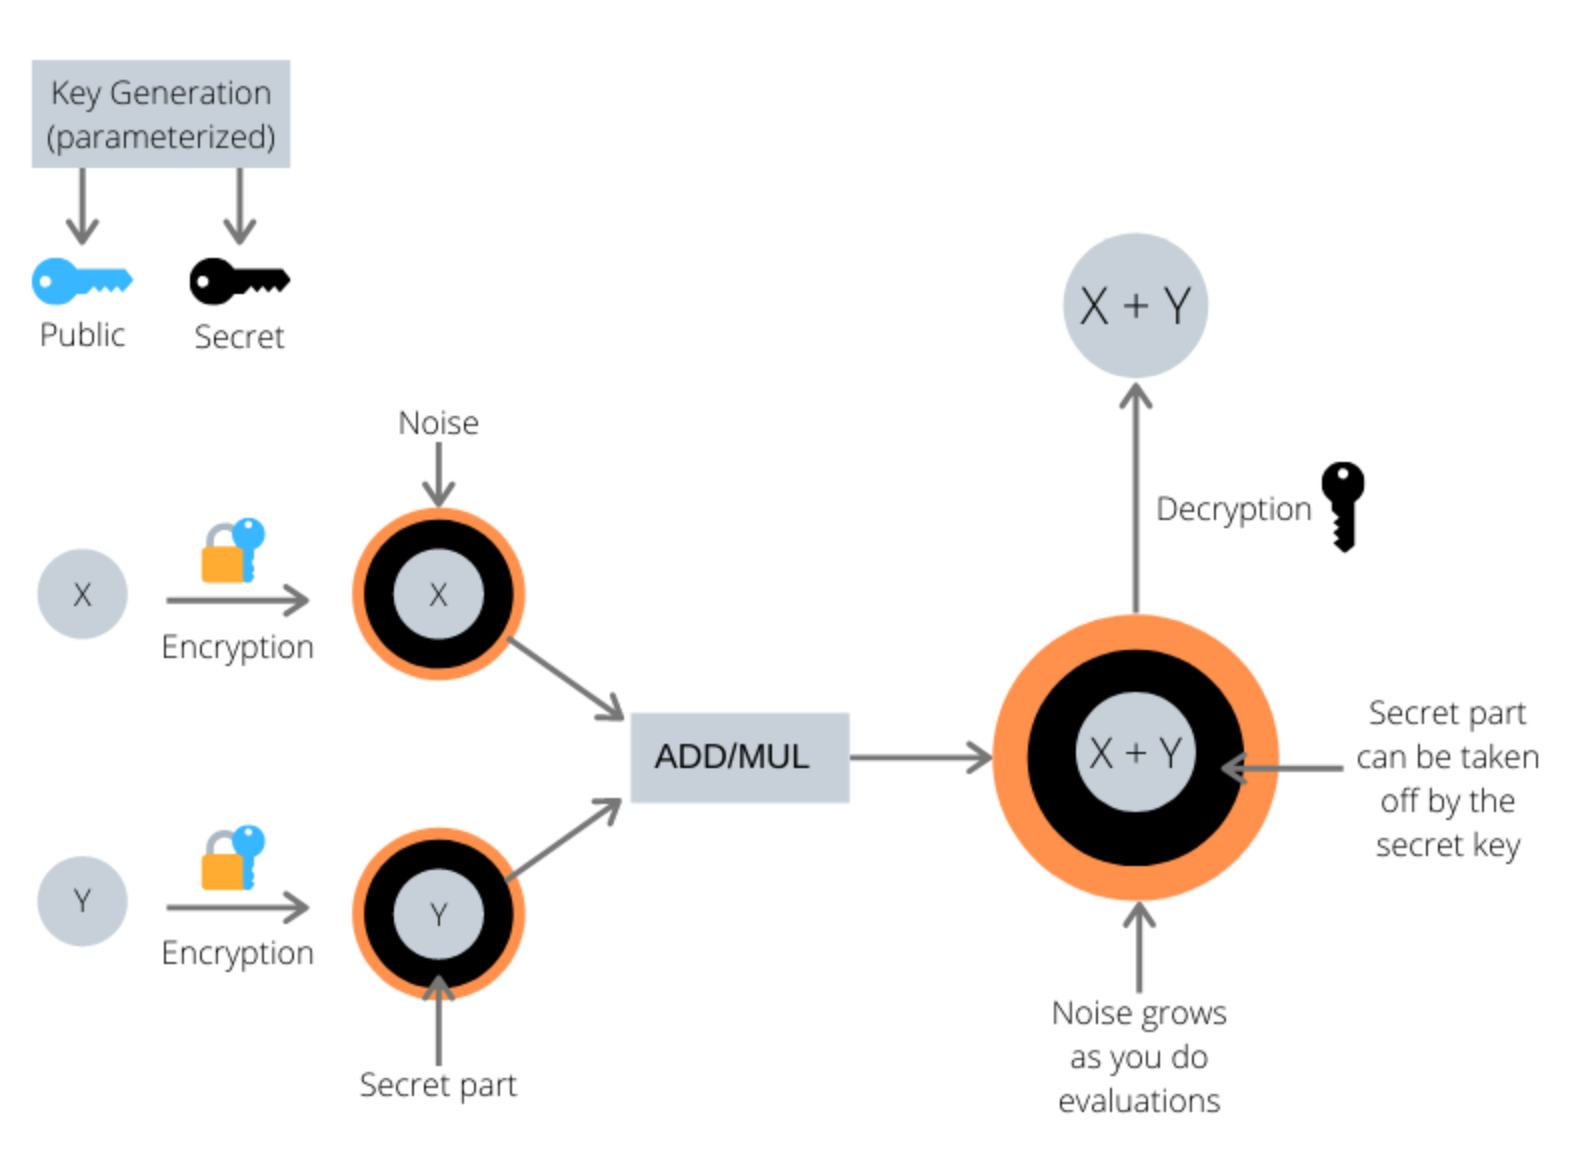 Key Generation
(parameterized)
Public
Secret
Noise
X
Encryption
X
Y
Encryption
Y
Secret part
ADD/MUL
X + Y
Decryption
X + Y
Secret part
can be taken
off by the
secret key
Noise grows
as you do
evaluations